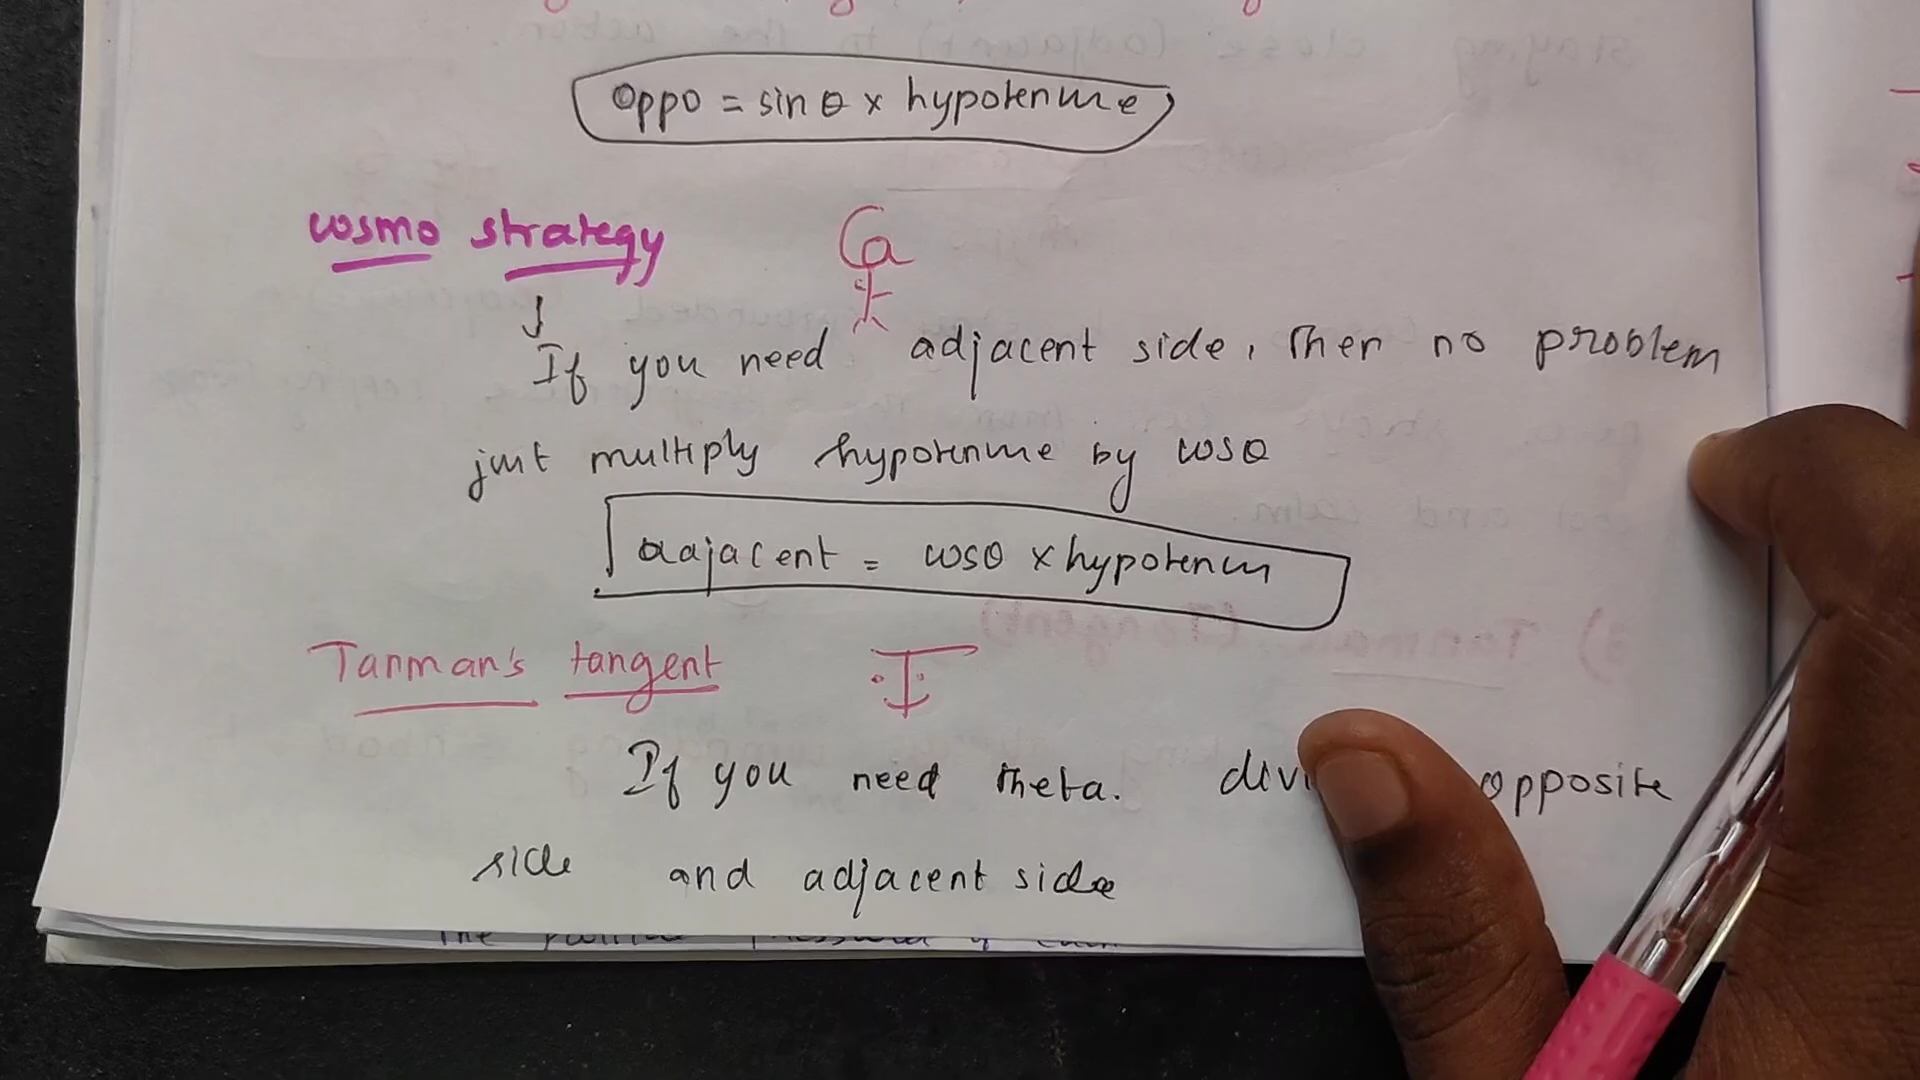 Oppo = sin θ x hypotenuse
cosmo strategy
Ca
If you need adjacent side, then no problem
just multiply hypotenuse by cosθ
adjacent = cosθ x hypotenus
Tanman's tangent
If you need theta. opposite
side and adjacent side